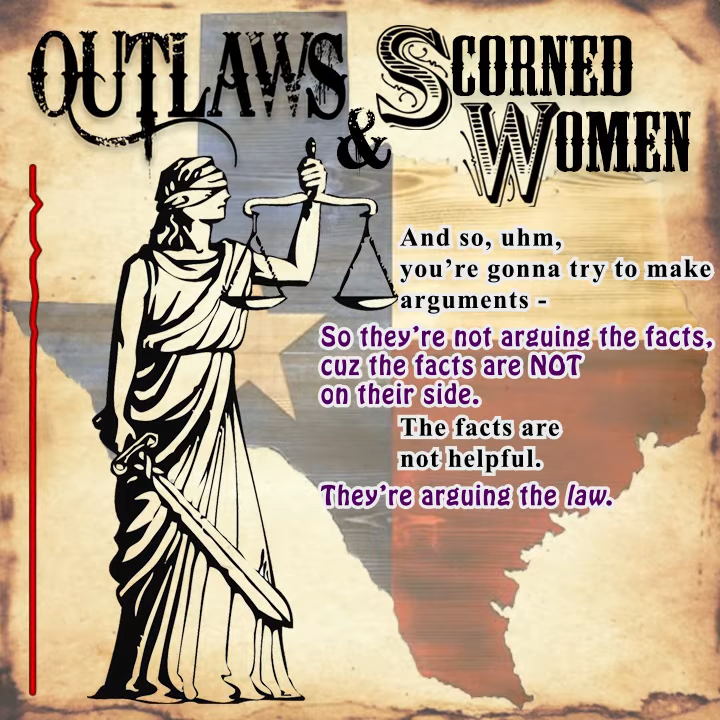 OUTLAWS & SCORNED WOMEN
And so, uhm,
you're gonna try to make
arguments -
So they're not arguing the facts,
cuz the facts are NOT
on their side.
The facts are
not helpful.
They're arguing the law.